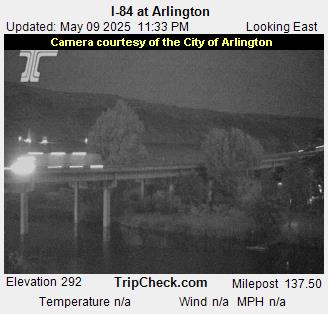 I-84 at Arlington
Updated: May 09 2025 11:33 PM Looking East
Camera courtesy of the City of Arlington
Elevation 292 TripCheck.com Milepost 137.50
Temperature n/a Wind n/a MPH n/a